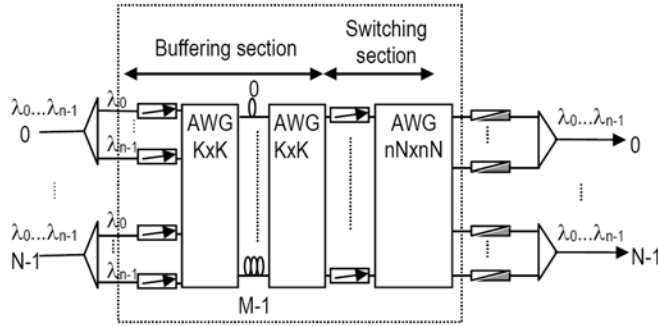 Buffering section
Switching section
λ0...λn-1
0
λ0
λn-1
AWG KxK
0
AWG KxK
AWG nNxnN
λ0...λn-1
0
λ0...λn-1
N-1
λ0
λn-1
M-1
λ0...λn-1
N-1